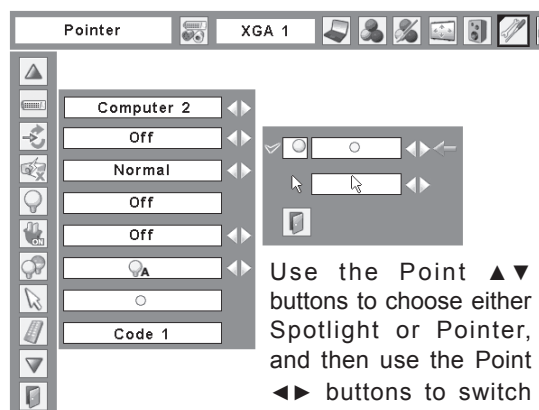 Pointer
XGA 1
Computer 2
Off
Normal
Off
ON
Off
A
Code 1
Use the Point ▲▼
buttons to choose either
Spotlight or Pointer,
and then use the Point
◄► buttons to switch